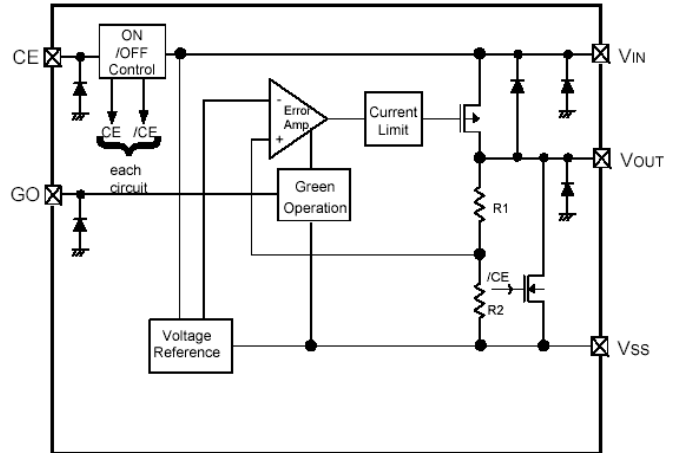 CE
ON
/OFF
Control
VIN
-
Error
Amp
+
Current
Limit
CE /CE
each
circuit
VOUT
GO
Green
Operation
R1
/CE
R2
Voltage
Reference
VSS